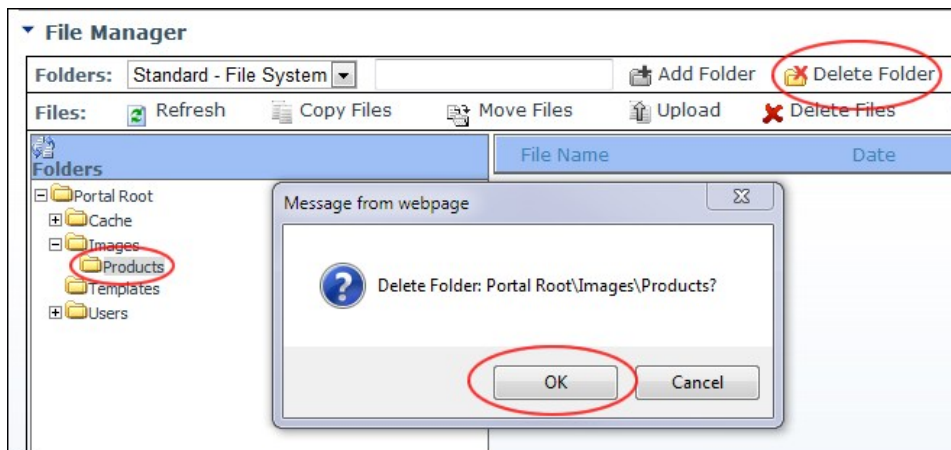 File Manager
Folders: Standard - File System Add Folder Delete Folder
Files: Refresh Copy Files Move Files Upload Delete Files
Folders
File Name Date
Portal Root
Cache
Images
Products
Templates
Users
Message from webpage
Delete Folder: Portal Root\Images\Products?
OK Cancel